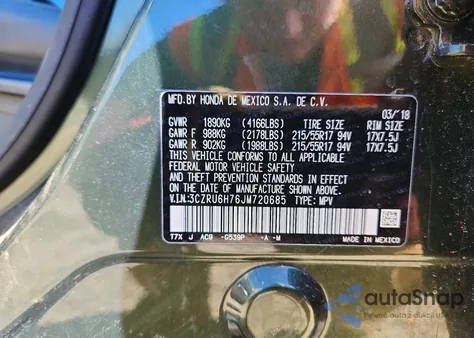 MFD.BY HONDA DE MEXICO S.A. DE C.V.
03/18
GVWR 1890KG (4166LBS) TIRE SIZE RIM SIZE
GAWR F 988KG (2178LBS) 215/55R17 94V 17X7.5J
GAWR R 902KG (1988LBS) 215/55R17 94V 17X7.5J
THIS VEHICLE CONFORMS TO ALL APPLICABLE
FEDERAL MOTOR VEHICLE SAFETY
AND THEFT PREVENTION STANDARDS IN EFFECT
ON THE DATE OF MANUFACTURE SHOWN ABOVE.
V.I.N:3CZRU6H76JM720685 TYPE: MPV
T7X J AC9 -G539P -A-M MADE IN MEXICO
autoSnap